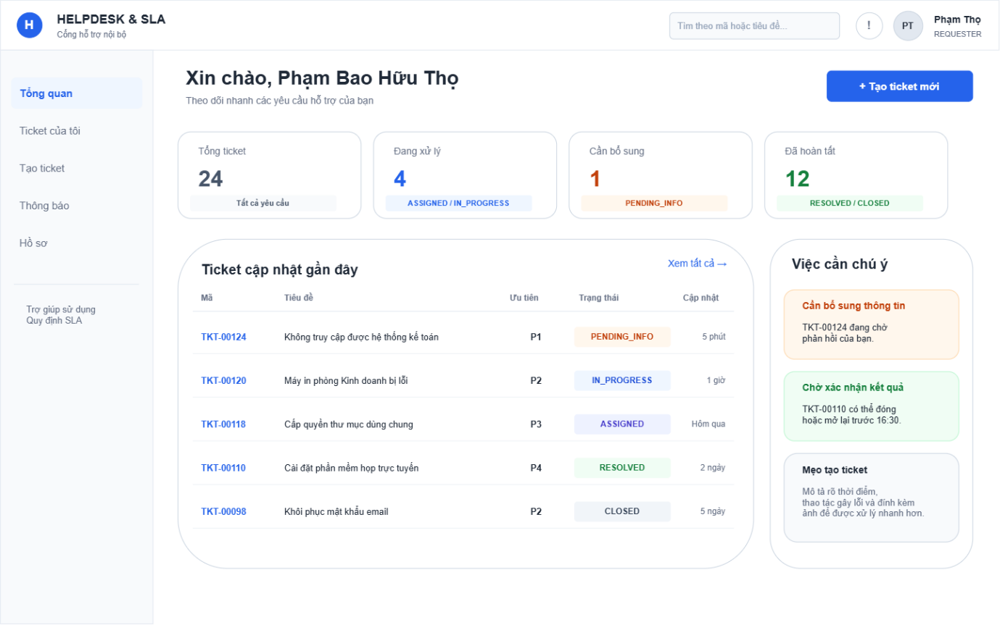 H
HELPDESK & SLA
Cổng hỗ trợ nội bộ
Tìm theo mã hoặc tiêu đề...
!
PT
Phạm Thọ
REQUESTER
Tổng quan
Ticket của tôi
Tạo ticket
Thông báo
Hồ sơ
Trợ giúp sử dụng
Quy định SLA
Xin chào, Phạm Bao Hữu Thọ
Theo dõi nhanh các yêu cầu hỗ trợ của bạn
+ Tạo ticket mới
Tổng ticket
24
Tất cả yêu cầu
Đang xử lý
4
ASSIGNED / IN_PROGRESS
Cần bổ sung
1
PENDING_INFO
Đã hoàn tất
12
RESOLVED / CLOSED
Ticket cập nhật gần đây
Xem tất cả →
Mã Tiêu đề Ưu tiên Trạng thái Cập nhật
TKT-00124 Không truy cập được hệ thống kế toán P1 PENDING_INFO 5 phút
TKT-00120 Máy in phòng Kinh doanh bị lỗi P2 IN_PROGRESS 1 giờ
TKT-00118 Cấp quyền thư mục dùng chung P3 ASSIGNED Hôm qua
TKT-00110 Cài đặt phần mềm họp trực tuyến P4 RESOLVED 2 ngày
TKT-00098 Khôi phục mật khẩu email P2 CLOSED 5 ngày
Việc cần chú ý
Cần bổ sung thông tin
TKT-00124 đang chờ
phản hồi của bạn.
Chờ xác nhận kết quả
TKT-00110 có thể đóng
hoặc mở lại trước 16:30.
Mẹo tạo ticket
Mô tả rõ thời điểm,
thao tác gây lỗi và đính kèm
ảnh để được xử lý nhanh hơn.